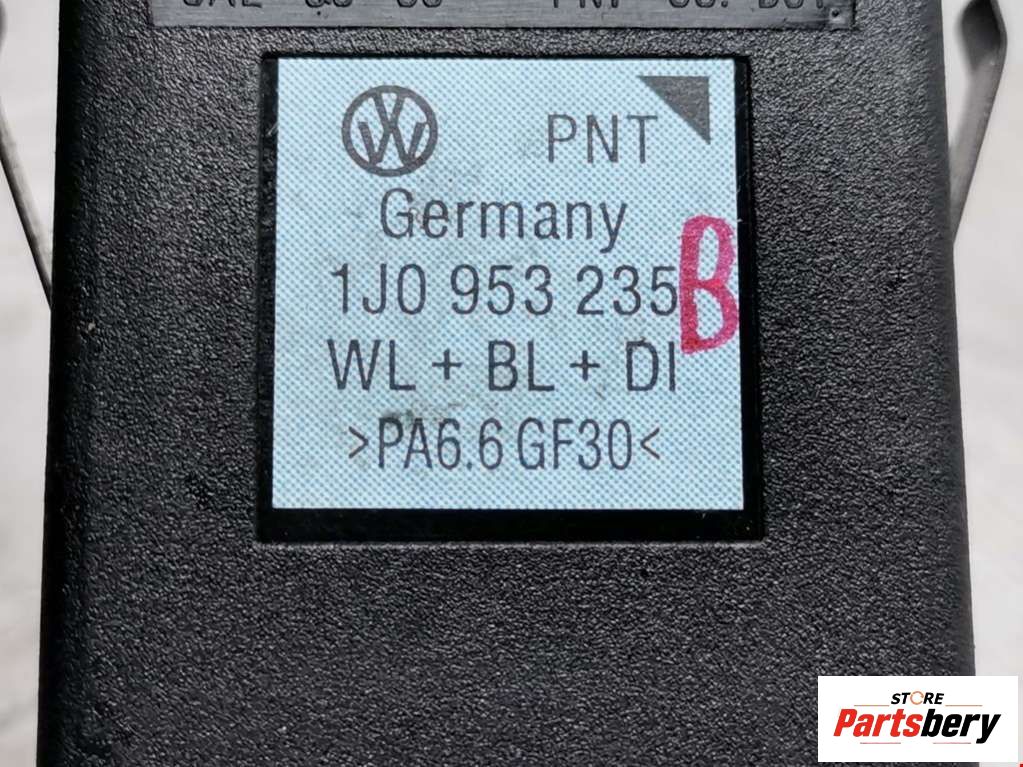 PNT
Germany
1J0 953 235 B
WL + BL + DI
>PA6.6 GF30<
STORE
Partsbery